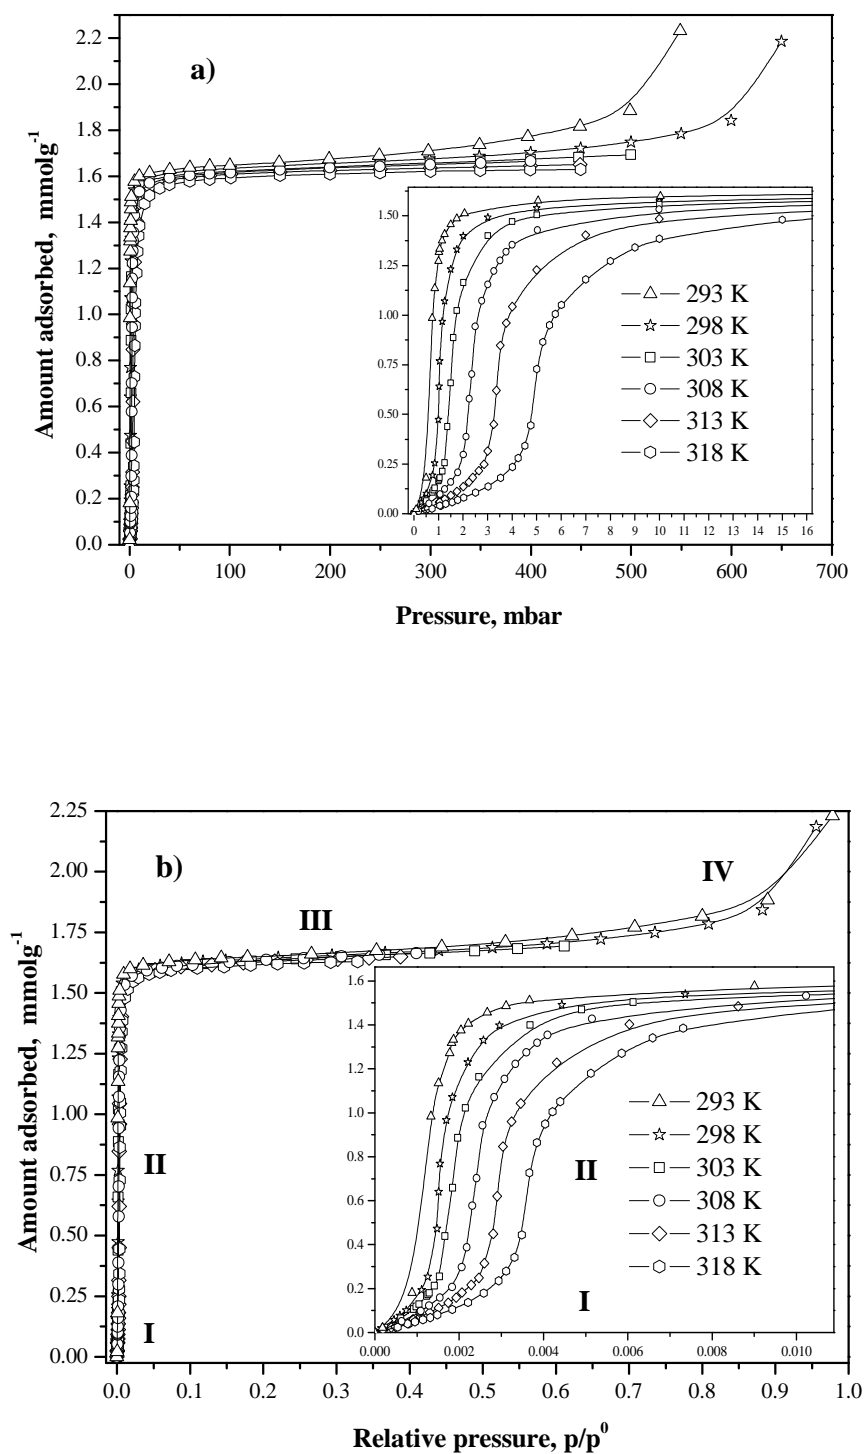 a)
2.2
2.0
1.8
1.6
1.4
1.2
1.0
0.8
0.6
0.4
0.2
0.0
Amount adsorbed, mmolg⁻¹
0 100 200 300 400 500 600 700
Pressure, mbar
1.50
1.25
1.00
0.75
0.50
0.25
0.00
0 1 2 3 4 5 6 7 8 9 10 11 12 13 14 15 16
293 K
298 K
303 K
308 K
313 K
318 K
b)
2.25
2.00
1.75
1.50
1.25
1.00
0.75
0.50
0.25
0.00
Amount adsorbed, mmolg⁻¹
I
II
III
IV
0.0 0.1 0.2 0.3 0.4 0.5 0.6 0.7 0.8 0.9 1.0
Relative pressure, p/p⁰
1.6
1.4
1.2
1.0
0.8
0.6
0.4
0.2
0.0
0.000 0.002 0.004 0.006 0.008 0.010
293 K
298 K
303 K
308 K
313 K
318 K
II
I